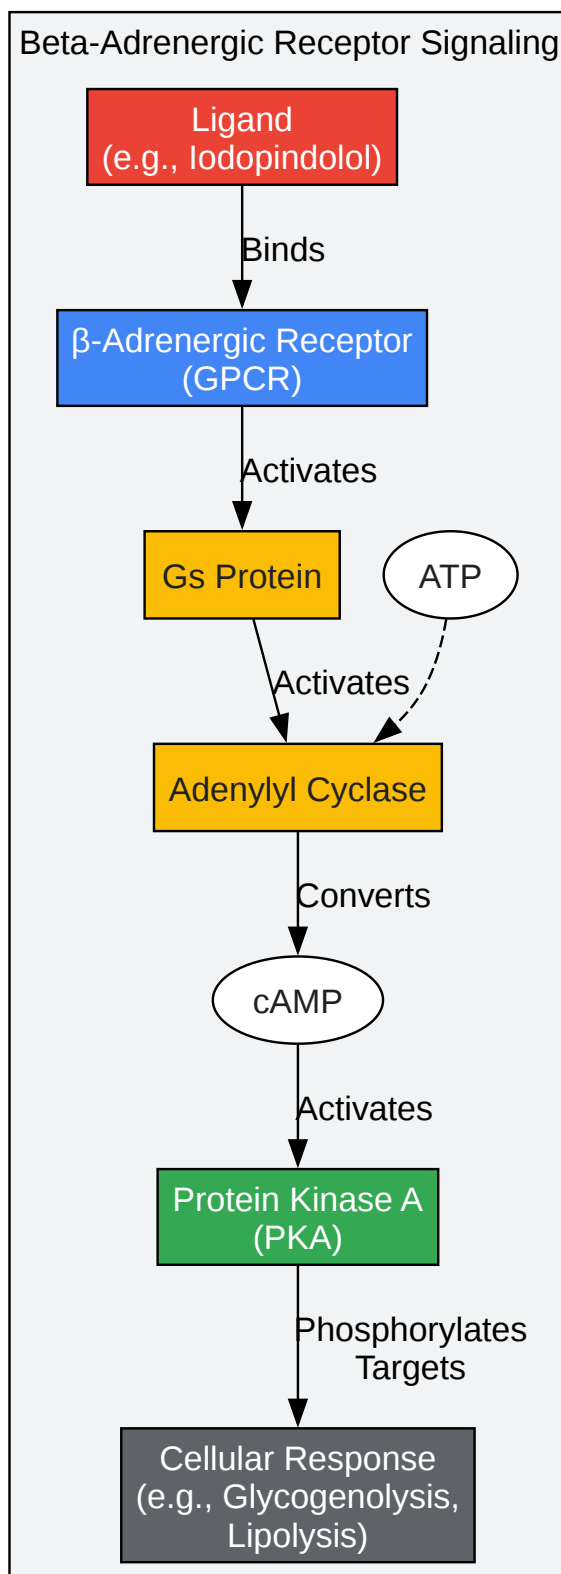 Beta-Adrenergic Receptor Signaling
Ligand
(e.g., Iodopindolol)
Binds
β-Adrenergic Receptor
(GPCR)
Activates
Gs Protein
ATP
Activates
Adenylyl Cyclase
Converts
cAMP
Activates
Protein Kinase A
(PKA)
Phosphorylates
Targets
Cellular Response
(e.g., Glycogenolysis,
Lipolysis)